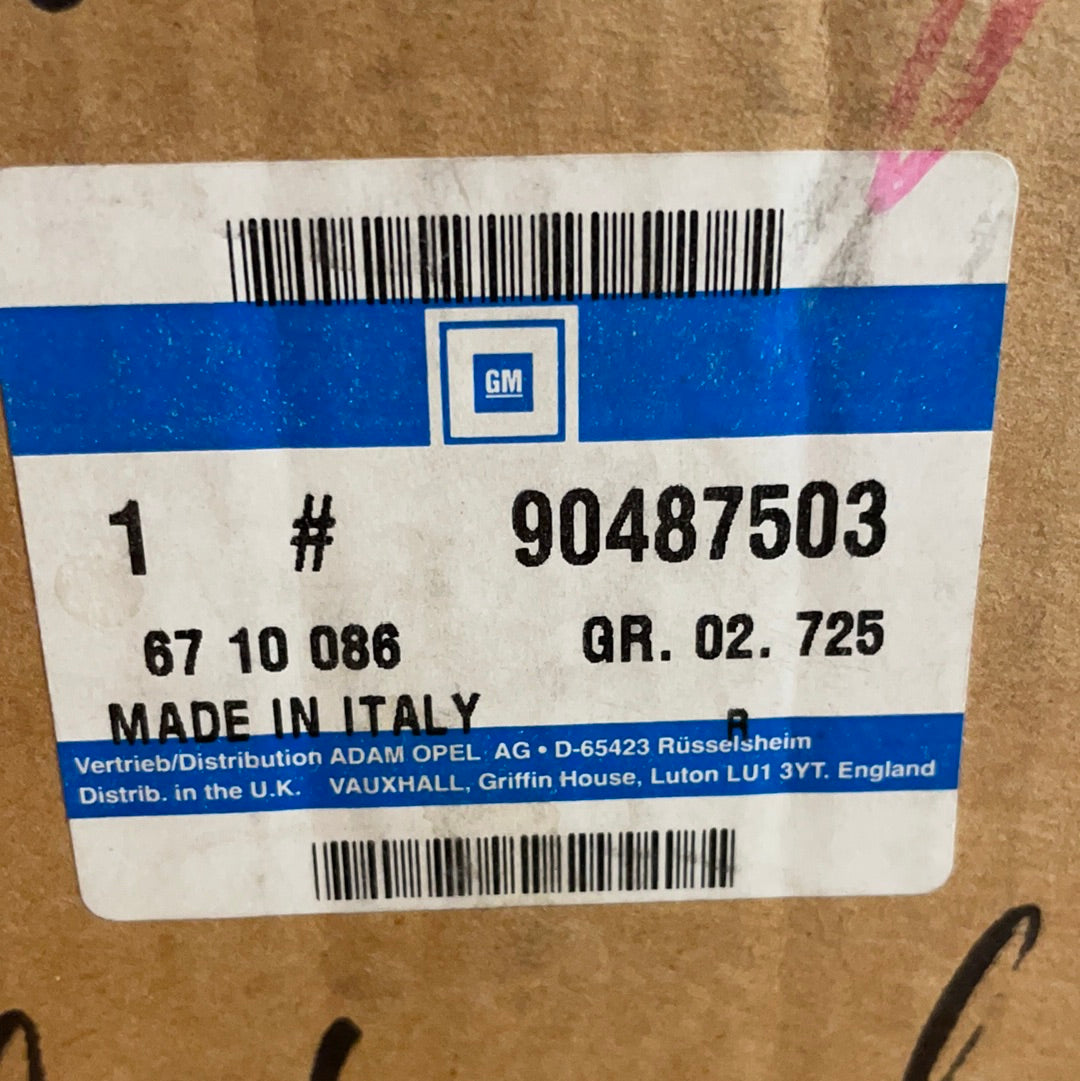 GM
1 # 90487503
67 10 086 GR. 02. 725
MADE IN ITALY R
Vertrieb/Distribution ADAM OPEL AG • D-65423 Rüsselsheim
Distrib. in the U.K. VAUXHALL, Griffin House, Luton LU1 3YT. England